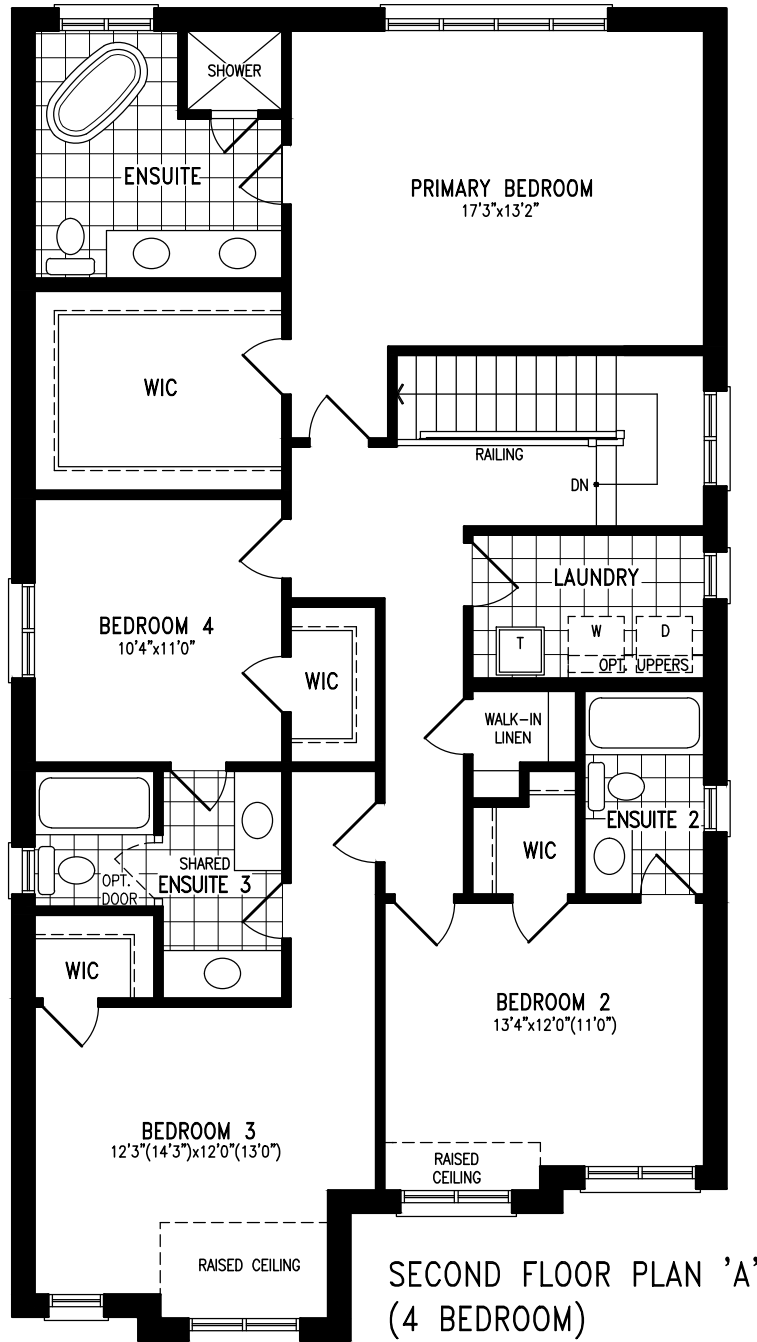 SHOWER
ENSUITE
PRIMARY BEDROOM
17'3"x13'2"
WIC
RAILING
DN
LAUNDRY
W
D
T
OPT. UPPERS
BEDROOM 4
10'4"x11'0"
WIC
WALK-IN
LINEN
ENSUITE 2
WIC
SHARED
ENSUITE 3
OPT.
DOOR
WIC
BEDROOM 2
13'4"x12'0"(11'0")
BEDROOM 3
12'3"(14'3")x12'0"(13'0")
RAISED
CEILING
RAISED CEILING
SECOND FLOOR PLAN 'A'
(4 BEDROOM)